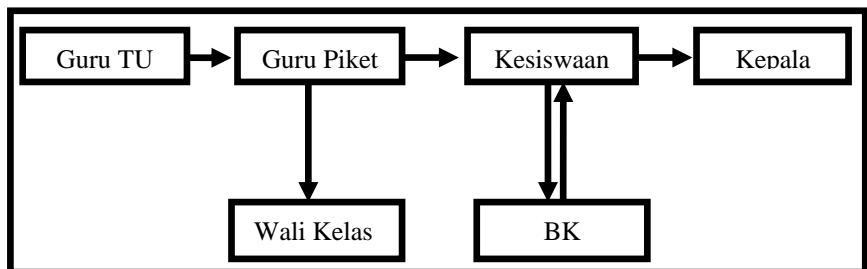 Guru TU
Guru Piket
Kesiswaan
Kepala
Wali Kelas
BK